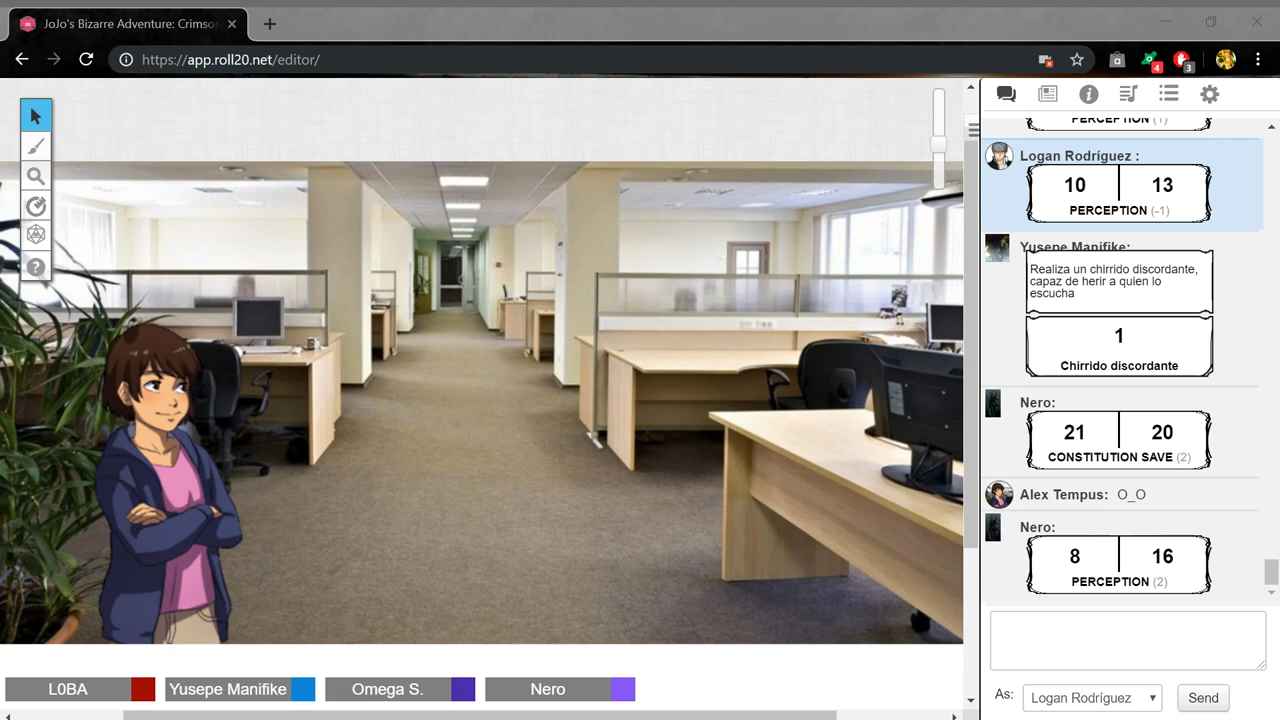 JoJo's Bizarre Adventure: Crimso
https://app.roll20.net/editor/
4
3
PERCEPTION (1)
Logan Rodríguez :
10
13
PERCEPTION (-1)
Yusepe Manifike:
Realiza un chirrido discordante,
capaz de herir a quien lo
escucha
1
Chirrido discordante
Nero:
21
20
CONSTITUTION SAVE (2)
Alex Tempus: O_O
Nero:
8
16
PERCEPTION (2)
As:
Logan Rodríguez
Send
L0BA
Yusepe Manifike
Omega S.
Nero